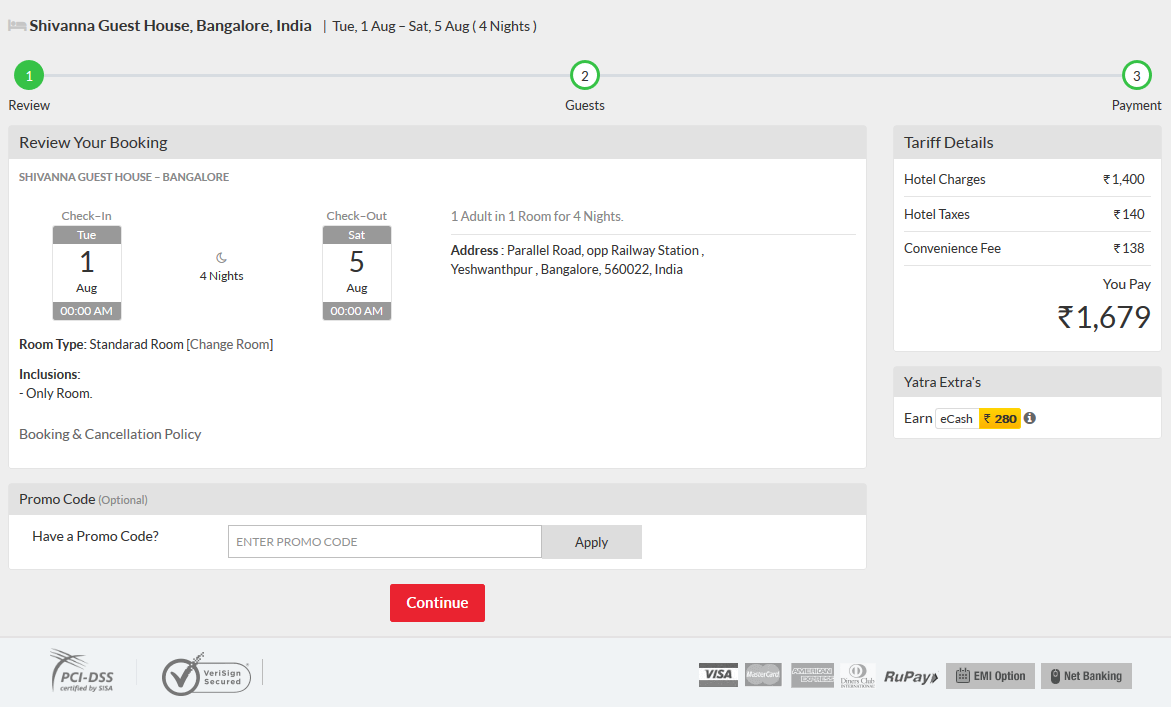 Shivanna Guest House, Bangalore, India | Tue, 1 Aug – Sat, 5 Aug ( 4 Nights )
1 2 3
Review Guests Payment
Review Your Booking
SHIVANNA GUEST HOUSE – BANGALORE
Check–In
Tue
1
Aug
00:00 AM
4 Nights
Check–Out
Sat
5
Aug
00:00 AM
1 Adult in 1 Room for 4 Nights.
Address : Parallel Road, opp Railway Station ,
Yeshwanthpur , Bangalore, 560022, India
Room Type: Standarad Room [Change Room]
Inclusions:
- Only Room.
Booking & Cancellation Policy
Tariff Details
Hotel Charges ₹ 1,400
Hotel Taxes ₹ 140
Convenience Fee ₹ 138
You Pay
₹ 1,679
Yatra Extra's
Earn eCash ₹ 280
Promo Code (Optional)
Have a Promo Code? ENTER PROMO CODE Apply
Continue
PCI-DSS
certified by SISA
VeriSign
Secured
VISA MasterCard
AMERICAN
EXPRESS
Diners Club
INTERNATIONAL
RuPay EMI Option Net Banking